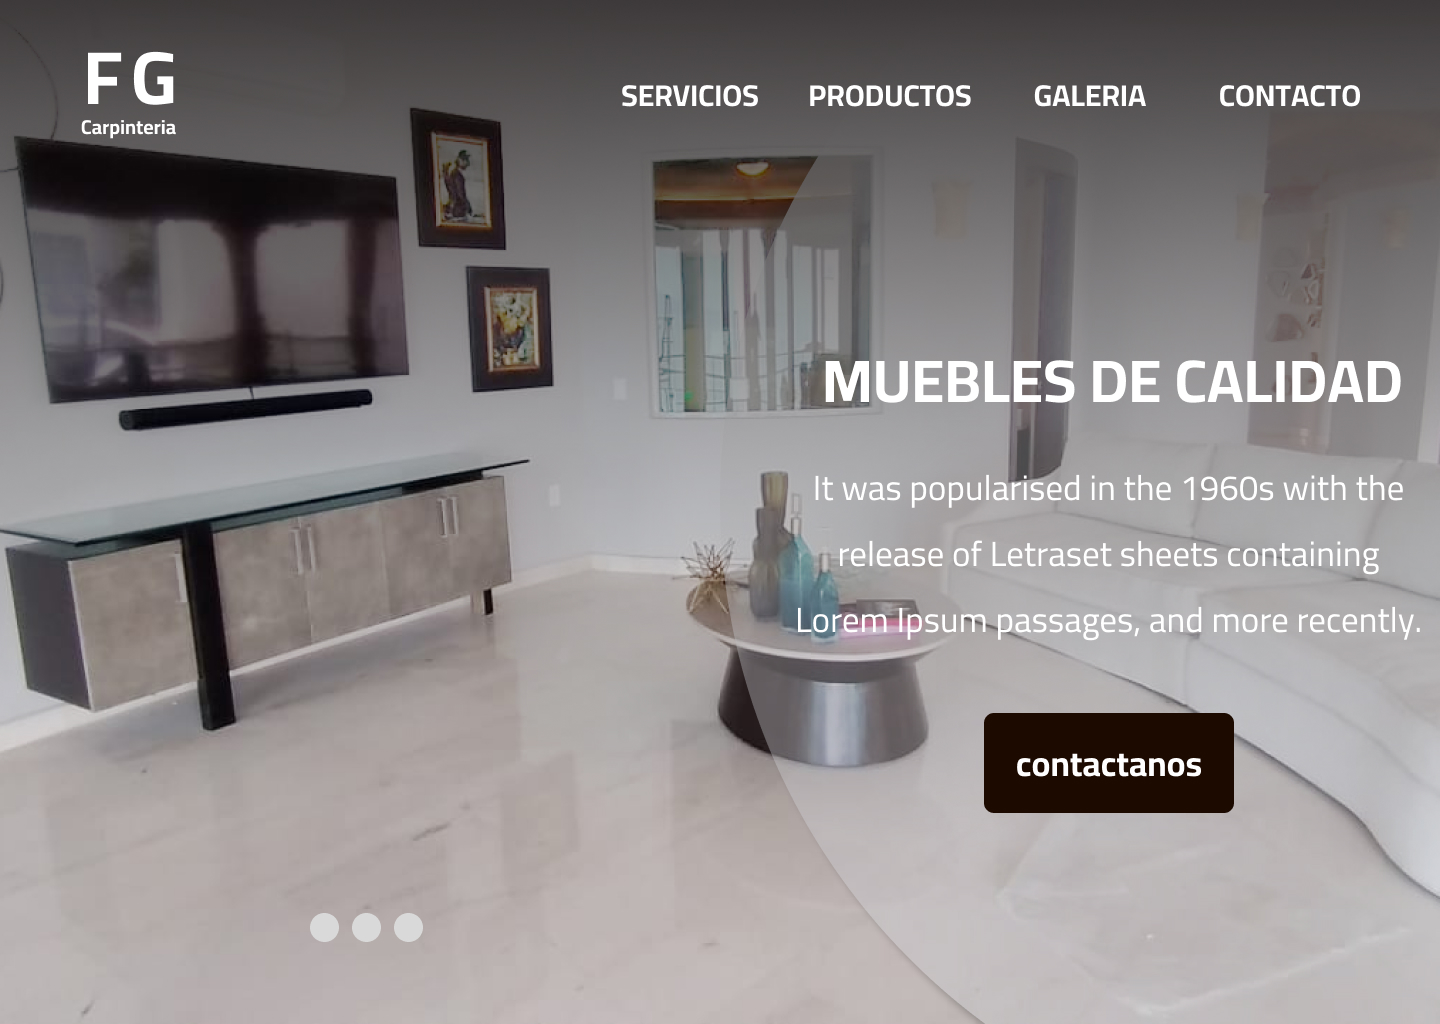 FG
Carpinteria
SERVICIOS PRODUCTOS GALERIA CONTACTO
MUEBLES DE CALIDAD
It was popularised in the 1960s with the
release of Letraset sheets containing
Lorem Ipsum passages, and more recently.
contactanos